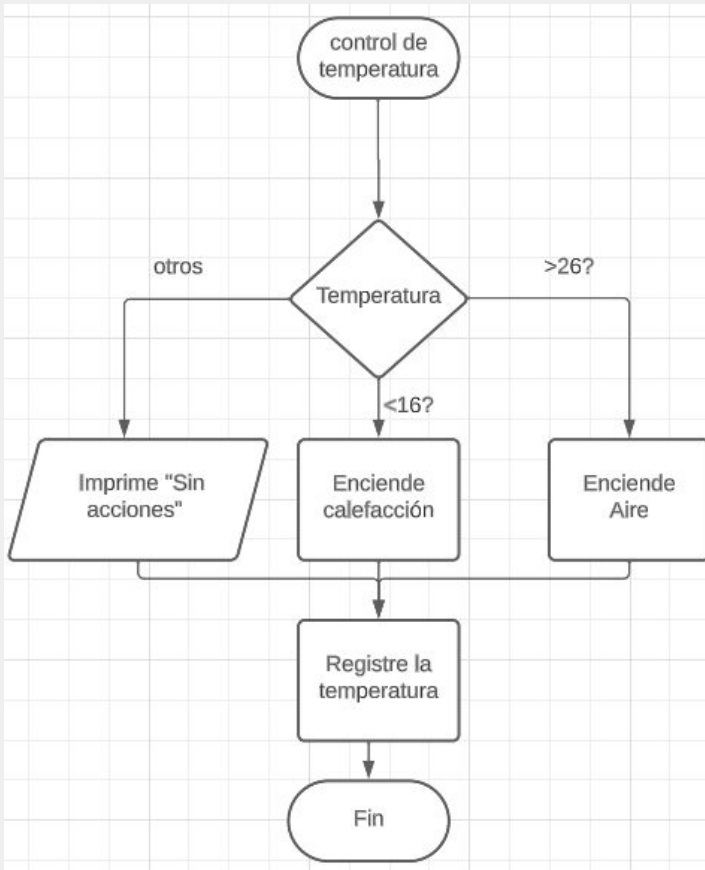 control de
temperatura
otros
>26?
Temperatura
<16?
Imprime "Sin
acciones"
Enciende
calefacción
Enciende
Aire
Registre la
temperatura
Fin